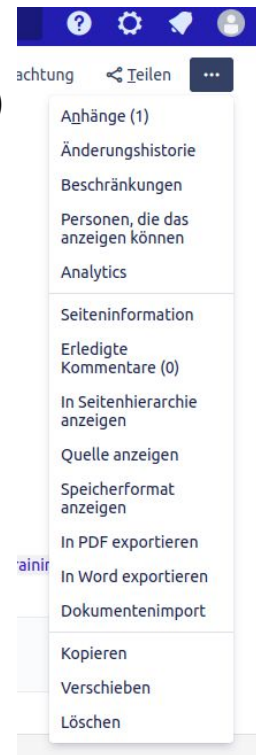 achtung Teilen
Anhänge (1)
Änderungshistorie
Beschränkungen
Personen, die das
anzeigen können
Analytics
Seiteninformation
Erledigte
Kommentare (0)
In Seitenhierarchie
anzeigen
Quelle anzeigen
Speicherformat
anzeigen
In PDF exportieren
rainin
In Word exportieren
Dokumentenimport
Kopieren
Verschieben
Löschen